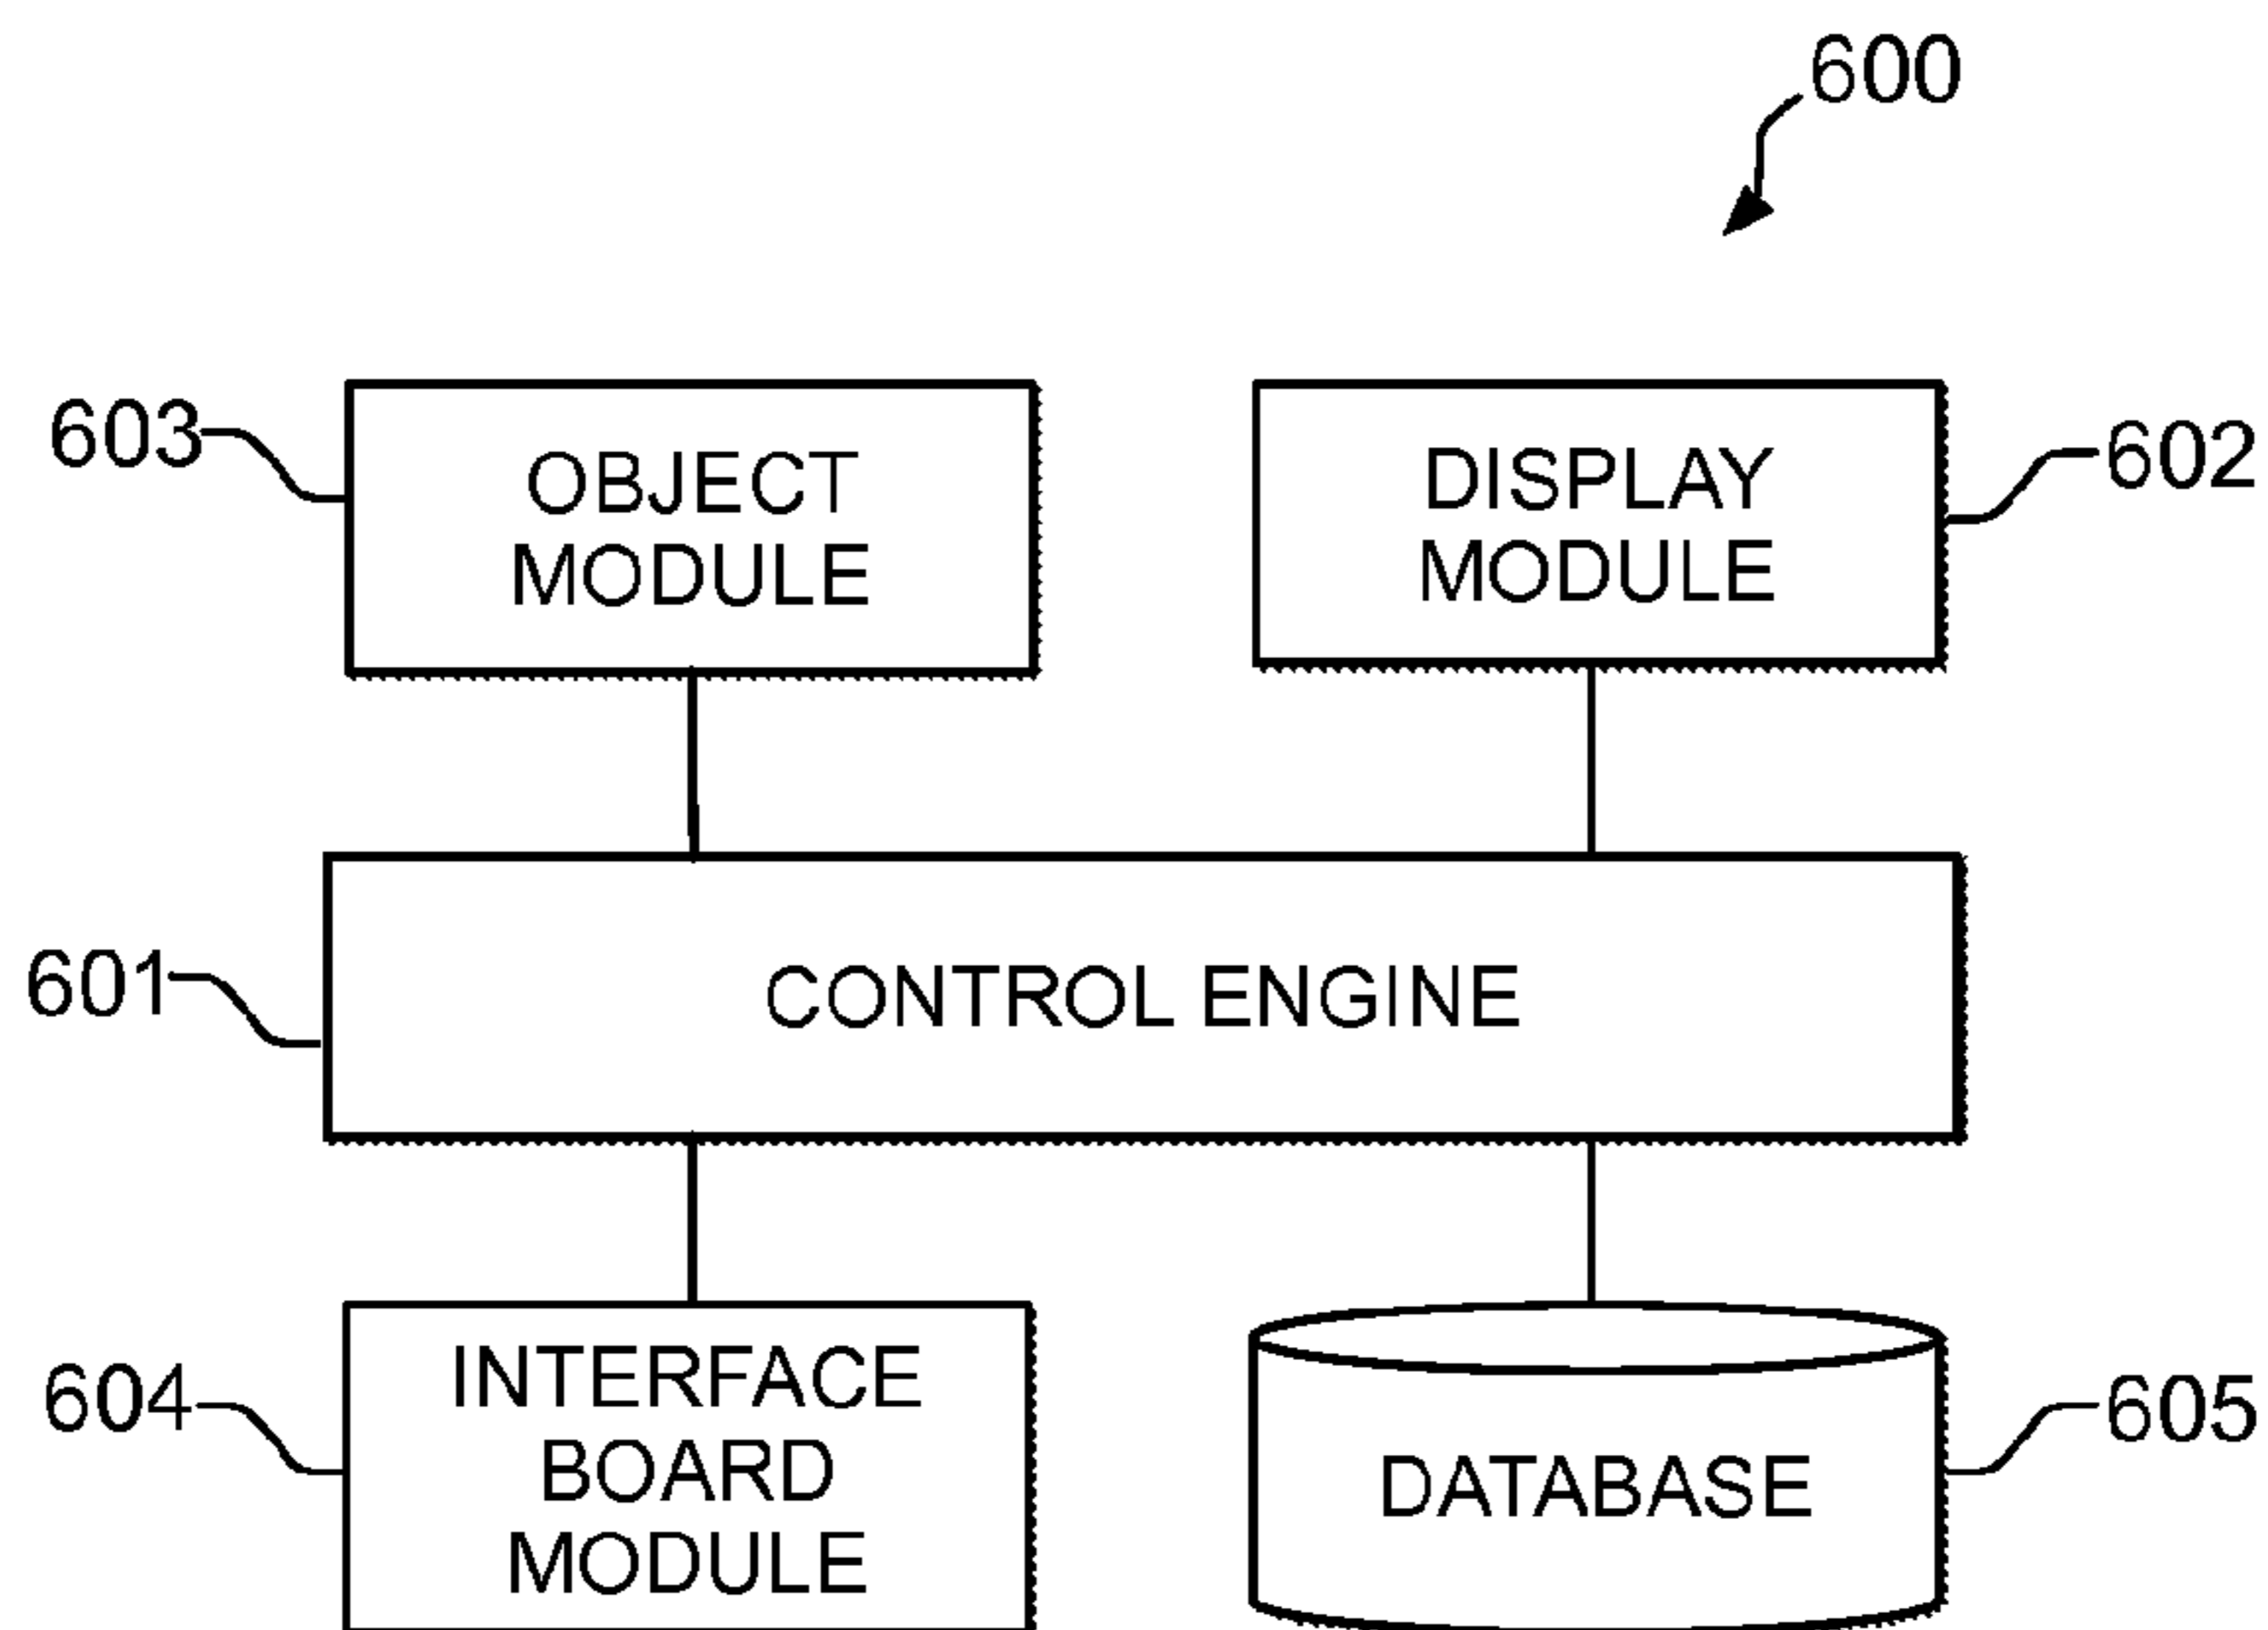 600
603
OBJECT
MODULE
DISPLAY
MODULE
602
601
CONTROL ENGINE
604
INTERFACE
BOARD
MODULE
DATABASE
605